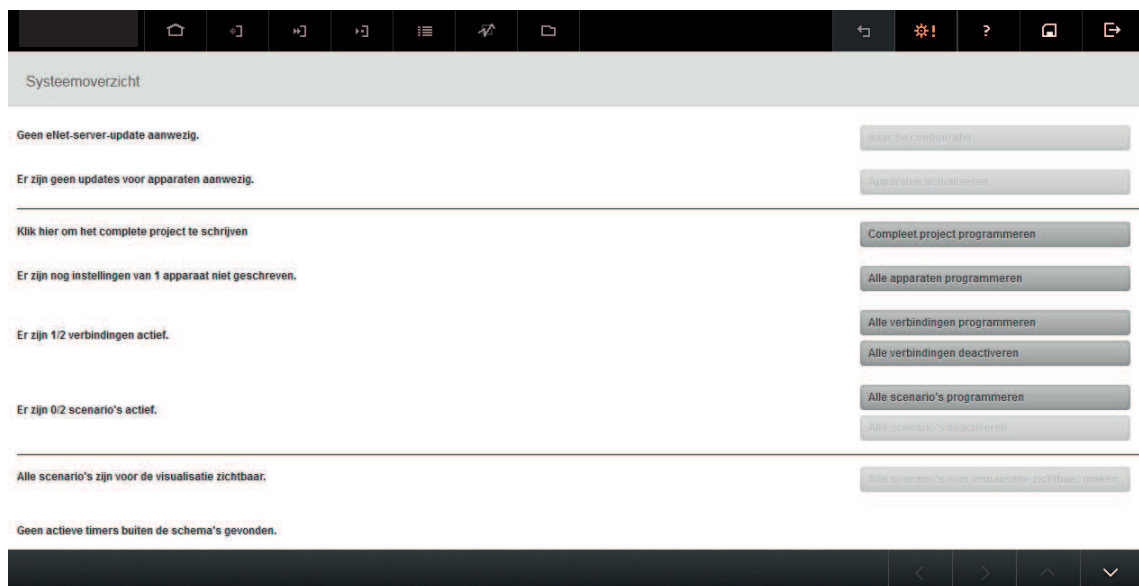 Systeemoverzicht
Geen eNet-server-update aanwezig.
naar de configuratie
Er zijn geen updates voor apparaten aanwezig.
Apparaten actualiseren
Klik hier om het complete project te schrijven
Compleet project programmeren
Er zijn nog instellingen van 1 apparaat niet geschreven.
Alle apparaten programmeren
Er zijn 1/2 verbindingen actief.
Alle verbindingen programmeren
Alle verbindingen deactiveren
Er zijn 0/2 scenario's actief.
Alle scenario's programmeren
Alle scenario's deactiveren
Alle scenario's zijn voor de visualisatie zichtbaar.
Alle scenario's voor visualisatie zichtbaar maken
Geen actieve timers buiten de schema's gevonden.